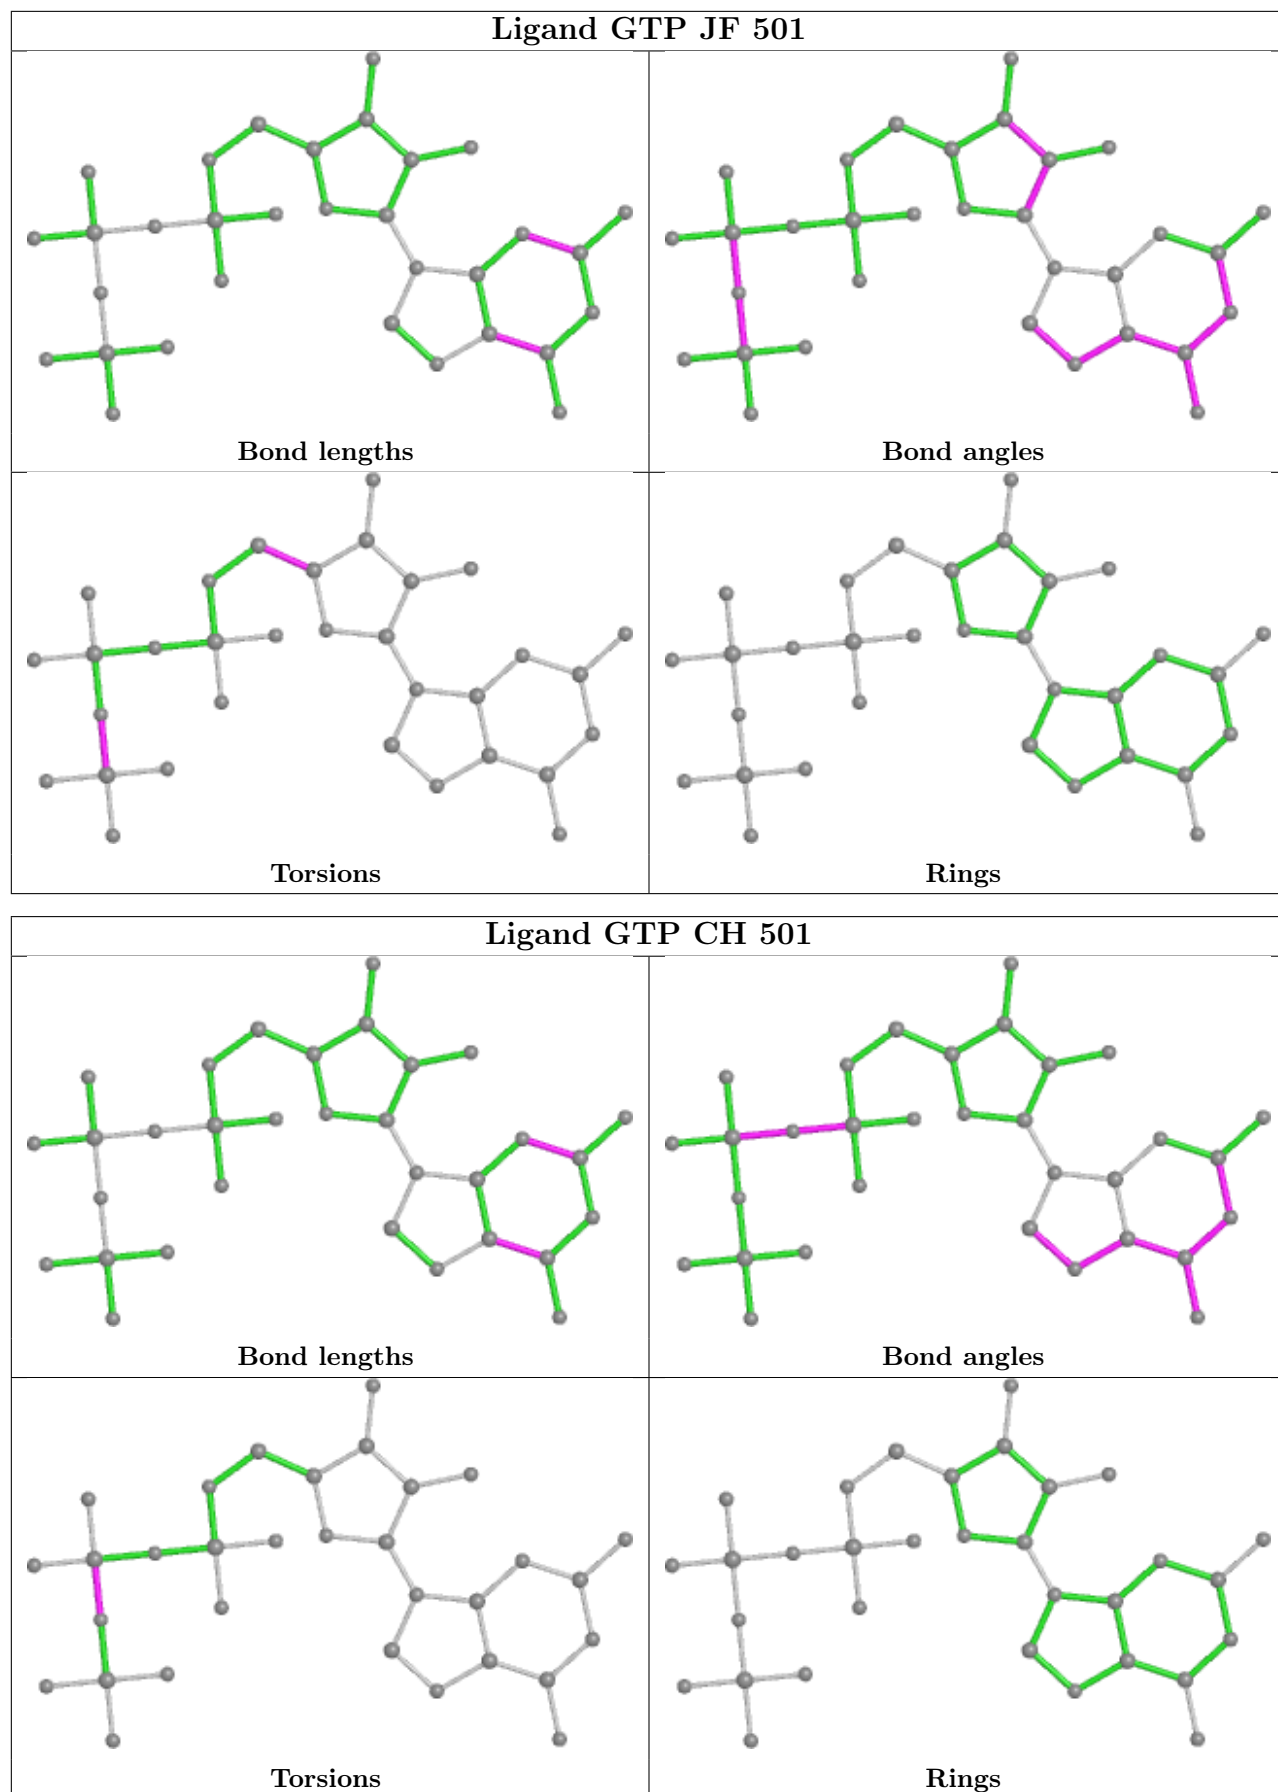 Ligand GTP JF 501
Bond lengths
Bond angles
Torsions
Rings
Ligand GTP CH 501
Bond lengths
Bond angles
Torsions
Rings